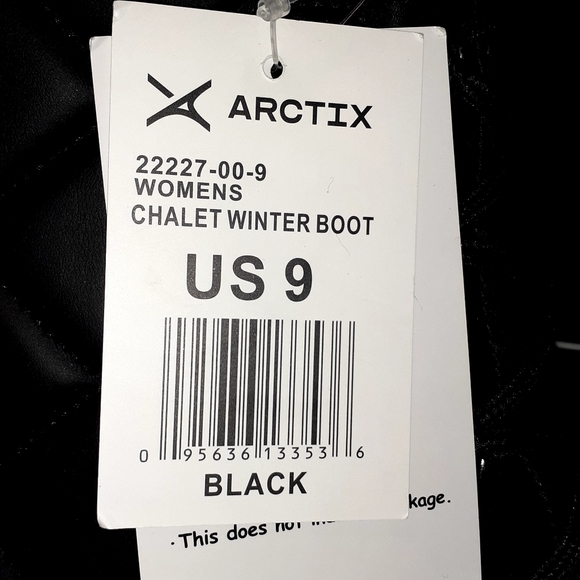 ARCTIX
22227-00-9
WOMENS
CHALET WINTER BOOT
US 9
0 95636 13353 6
BLACK
kage.
· This does not